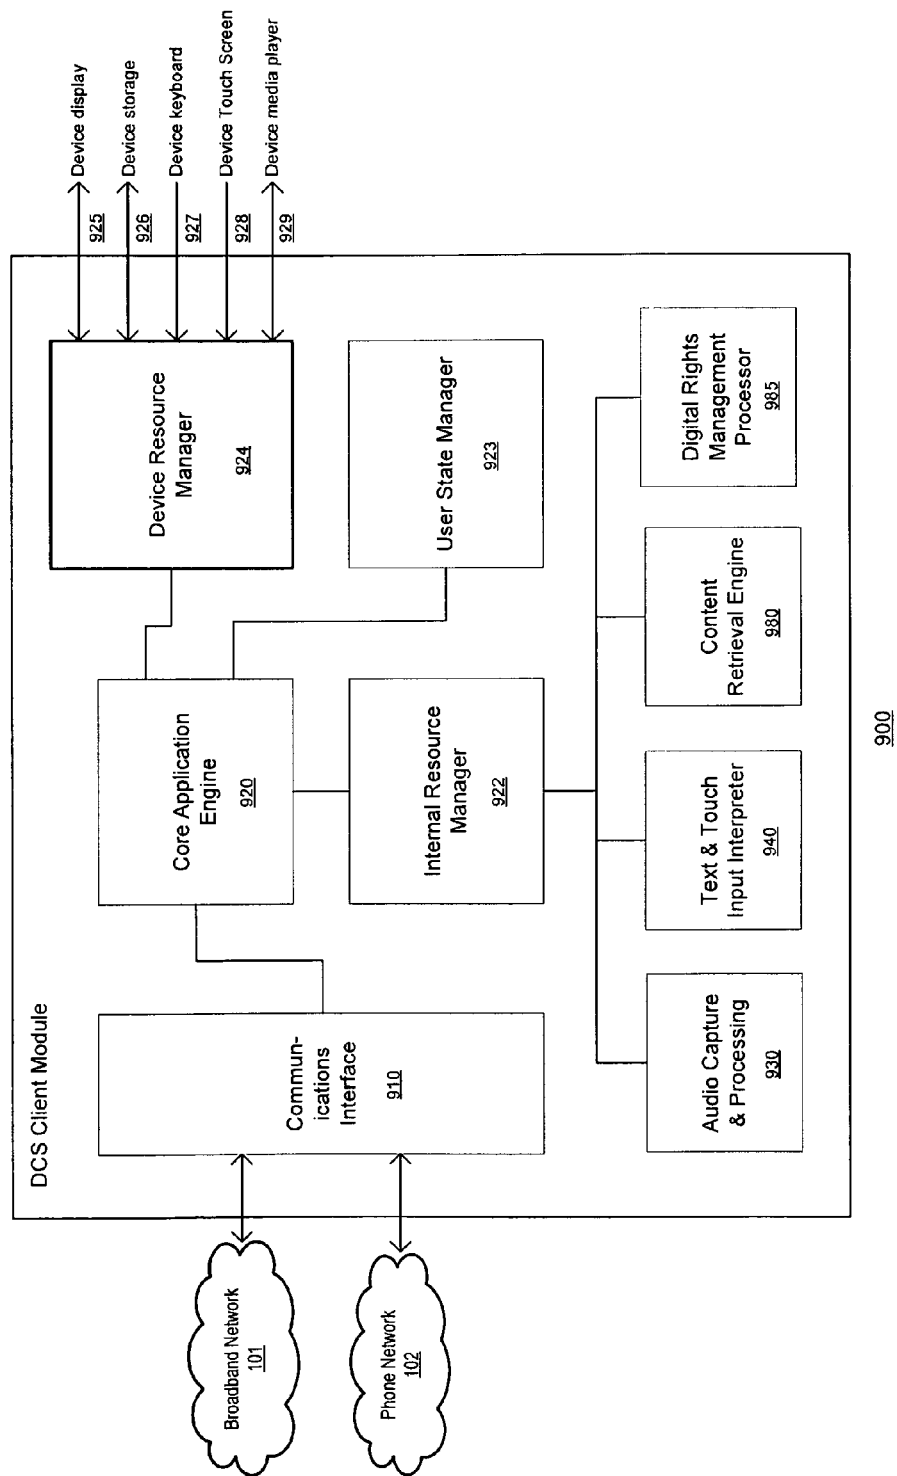 DCS Client Module
Broadband Network
101
Phone Network
102
Commun-
ications
Interface
910
Core Application
Engine
920
Device Resource
Manager
924
Device display
925
Device storage
926
Device keyboard
927
Device Touch Screen
928
Device media player
929
Internal Resource
Manager
922
User State Manager
923
Audio Capture
& Processing
930
Text & Touch
Input Interpreter
940
Content
Retrieval Engine
980
Digital Rights
Management
Processor
985
900